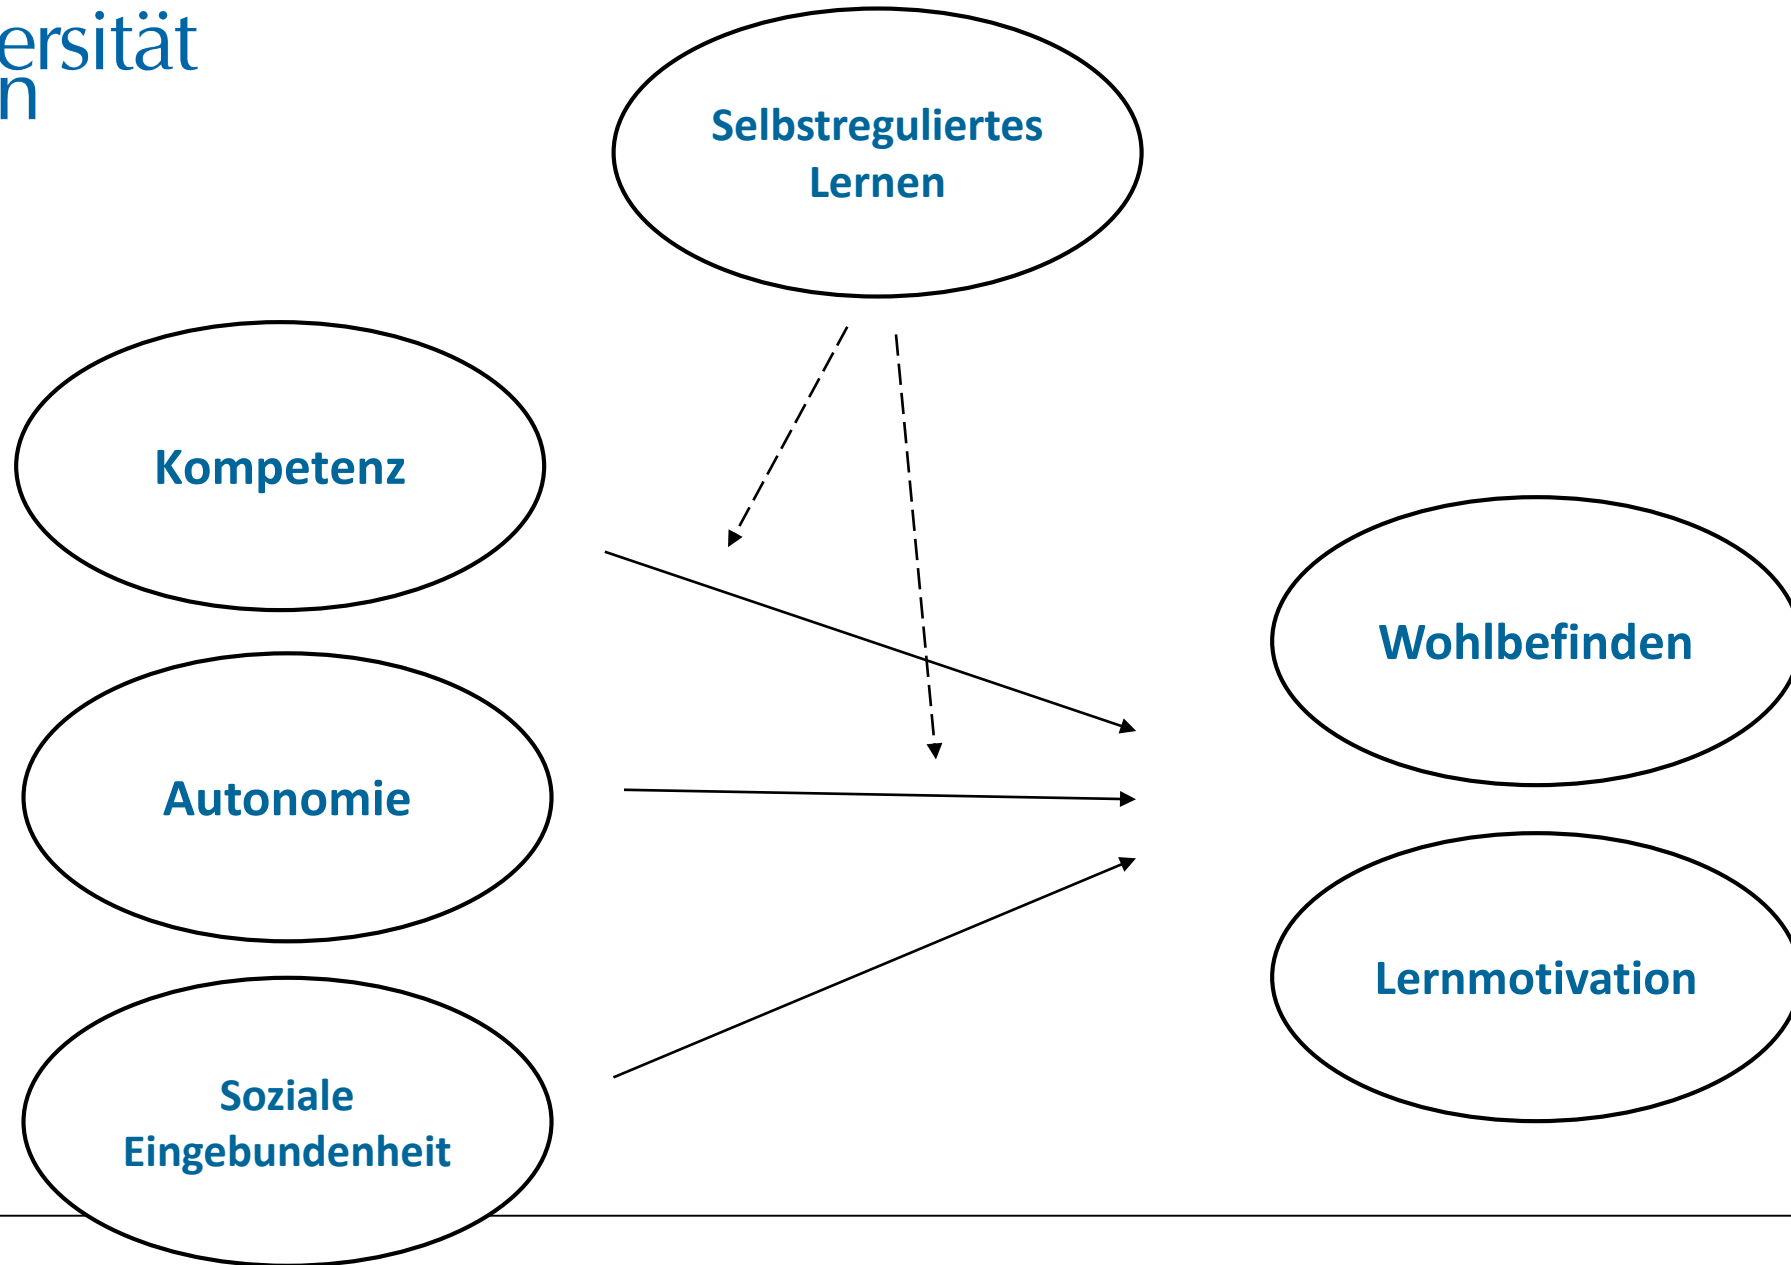 ersität
n
Selbstreguliertes
Lernen
Kompetenz
Wohlbefinden
Autonomie
Lernmotivation
Soziale
Eingebundenheit